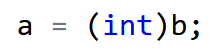 a = (int)b;